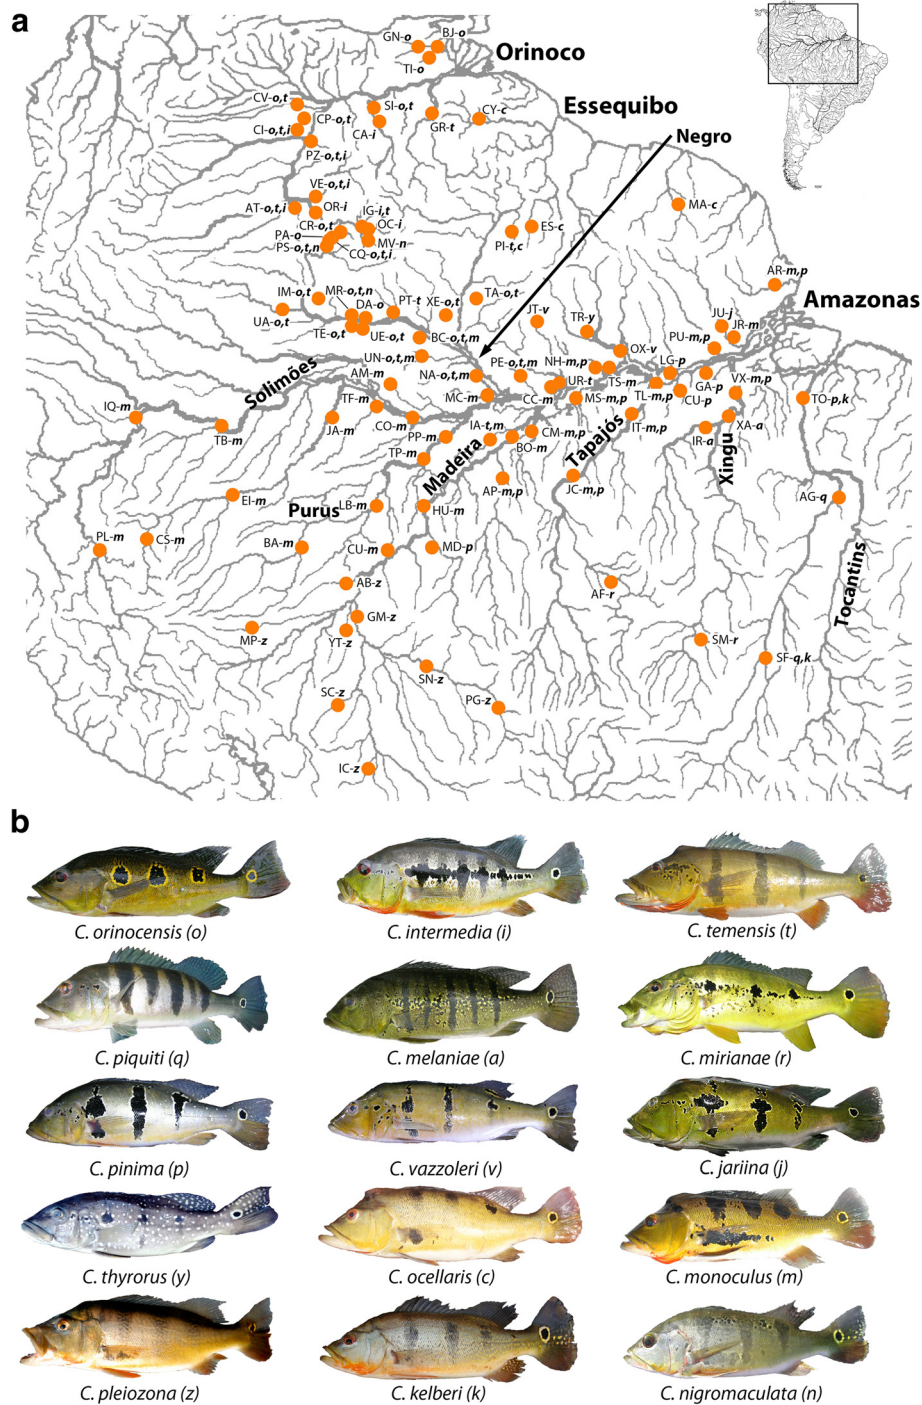 a
GN-o
BJ-o
TI-o
Orinoco
CV-o,t
SI-o,t
CY-c
Essequibo
CP-o,t
CI-o,t,i
CA-i
GR-t
Negro
PZ-o,t,i
VE-o,t,i
AT-o,t,i
OR-i
IG-i,t
MA-c
CR-o,t
OC-i
ES-c
PA-o
PS-o,t,n
MV-n
PI-t,c
CQ-o,t,i
AR-m,p
IM-o,t
MR-o,t,n
DA-o
PT-t
XE-o,t
TA-o,t
Amazonas
JT-v
TR-y
JU-j
UA-o,t
JR-m
TE-o,t
UE-o,t
BC-o,t,m
PU-m,p
OX-v
UN-o,t,m
PE-o,t,m
NH-m,p
LG-p
Solimões
AM-m
NA-o,t,m
UR-t
TS-m
GA-p
VX-m,p
MC-m
CC-m
MS-m,p
TL-m,p
CU-p
TO-p,k
IQ-m
TF-m
TB-m
JA-m
CO-m
IA-t,m
CM-m,p
IT-m,p
XA-a
PP-m
BO-m
IR-a
TP-m
Madeira
Tapajós
Xingu
AP-m,p
JC-m,p
EI-m
AG-q
Purus
LB-m
HU-m
PL-m
CS-m
BA-m
CU-m
MD-p
Tocantins
AB-z
AF-r
GM-z
MP-z
YT-z
SM-r
SN-z
SF-q,k
SC-z
PG-z
IC-z
b
C. orinocensis (o)
C. intermedia (i)
C. temensis (t)
C. piquiti (q)
C. melaniae (a)
C. mirianae (r)
C. pinima (p)
C. vazzoleri (v)
C. jariina (j)
C. thyrorus (y)
C. ocellaris (c)
C. monoculus (m)
C. pleiozona (z)
C. kelberi (k)
C. nigromaculata (n)